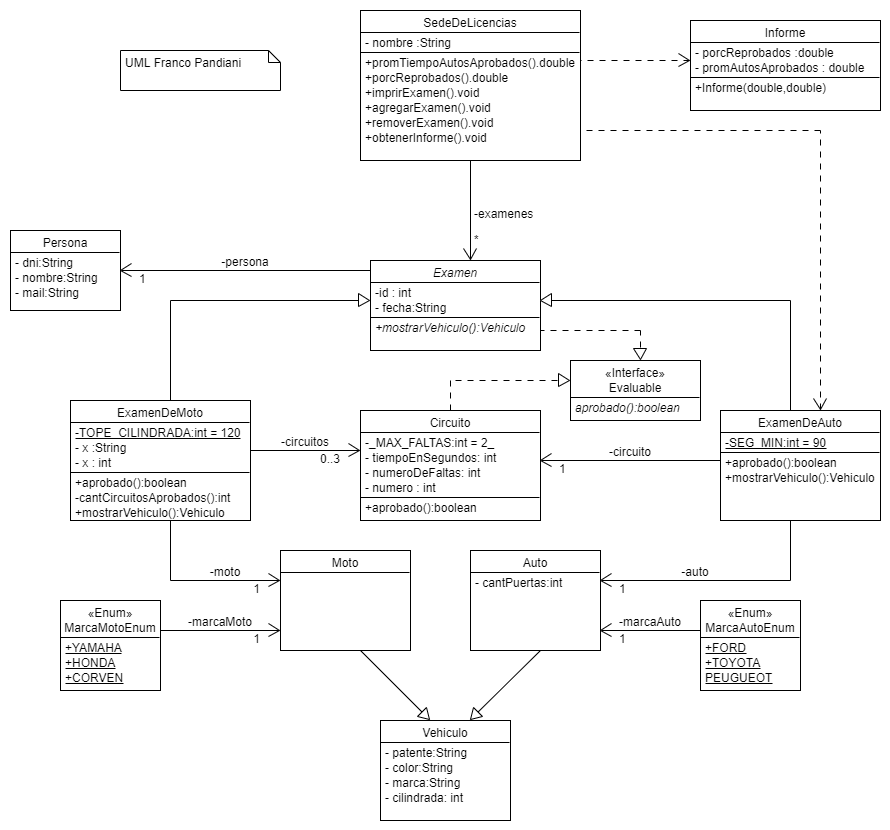 SedeDeLicencias
- nombre :String
+promTiempoAutosAprobados().double
+porcReprobados().double
+imprirExamen().void
+agregarExamen().void
+removerExamen().void
+obtenerInforme().void
Informe
- porcReprobados :double
- promAutosAprobados : double
+Informe(double,double)
UML Franco Pandiani
-examenes
*
Persona
- dni:String
- nombre:String
- mail:String
-persona
1
Examen
-id : int
- fecha:String
+mostrarVehiculo():Vehiculo
«Interface»
Evaluable
aprobado():boolean
ExamenDeMoto
-TOPE_CILINDRADA:int = 120
- x :String
- x : int
+aprobado():boolean
-cantCircuitosAprobados():int
+mostrarVehiculo():Vehiculo
-circuitos
0..3
Circuito
-_MAX_FALTAS:int = 2_
- tiempoEnSegundos: int
- numeroDeFaltas: int
- numero : int
+aprobado():boolean
-circuito
1
ExamenDeAuto
-SEG_MIN:int = 90
+aprobado():boolean
+mostrarVehiculo():Vehiculo
-moto
1
Moto
Auto
- cantPuertas:int
-auto
1
«Enum»
MarcaMotoEnum
+YAMAHA
+HONDA
+CORVEN
-marcaMoto
1
-marcaAuto
1
«Enum»
MarcaAutoEnum
+FORD
+TOYOTA
PEUGUEOT
Vehiculo
- patente:String
- color:String
- marca:String
- cilindrada: int